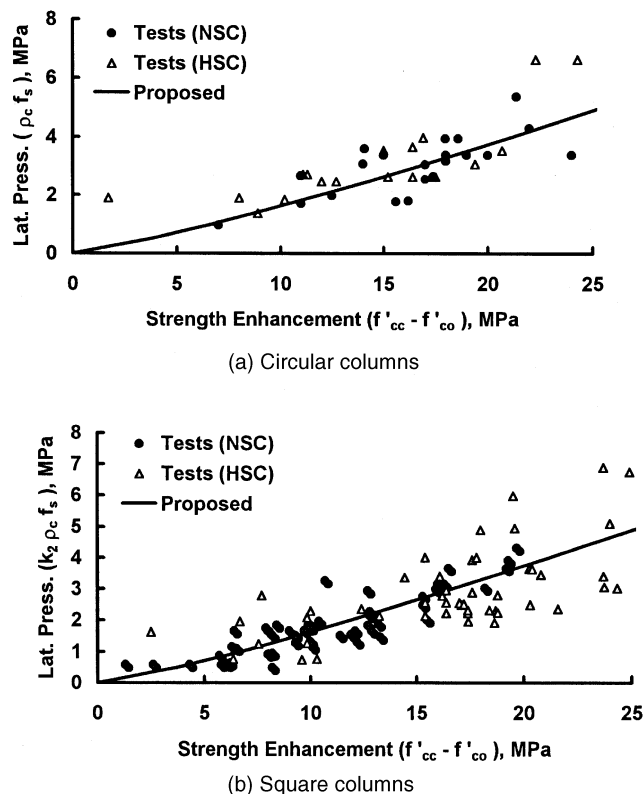 8
6
4
2
0
Lat. Press. ( ρc fs ), MPa
Tests (NSC)
Tests (HSC)
Proposed
0 5 10 15 20 25
Strength Enhancement (f 'cc - f 'co ), MPa
(a) Circular columns
8
7
6
5
4
3
2
1
0
Lat. Press. (k2 ρc fs ), MPa
Tests (NSC)
Tests (HSC)
Proposed
0 5 10 15 20 25
Strength Enhancement (f 'cc - f 'co ), MPa
(b) Square columns